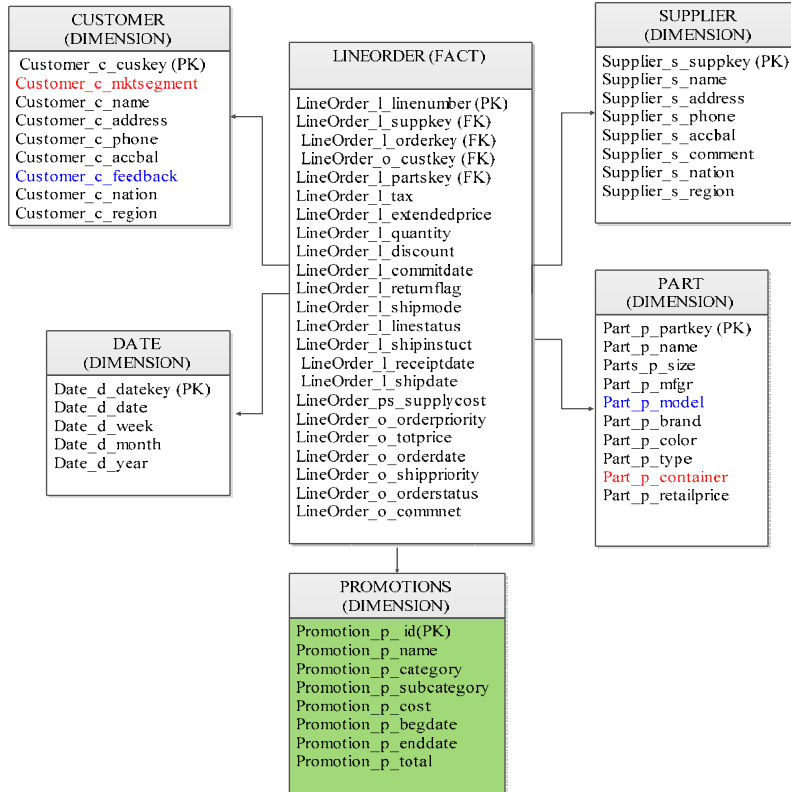 CUSTOMER
(DIMENSION)
Customer_c_cuskey (PK)
Customer_c_mktsegment
Customer_c_name
Customer_c_address
Customer_c_phone
Customer_c_accbal
Customer_c_feedback
Customer_c_nation
Customer_c_region
LINEORDER (FACT)
LineOrder_l_linenumber (PK)
LineOrder_l_suppkey (FK)
LineOrder_l_orderkey (FK)
LineOrder_o_custkey (FK)
LineOrder_l_partskey (FK)
LineOrder_l_tax
LineOrder_l_extendedprice
LineOrder_l_quantity
LineOrder_l_discount
LineOrder_l_commitdate
LineOrder_l_returnflag
LineOrder_l_shipmode
LineOrder_l_linestatus
LineOrder_l_shipinstuct
LineOrder_l_receiptdate
LineOrder_l_shipdate
LineOrder_ps_supplycost
LineOrder_o_orderpriority
LineOrder_o_totprice
LineOrder_o_orderdate
LineOrder_o_shippriority
LineOrder_o_orderstatus
LineOrder_o_commnet
SUPPLIER
(DIMENSION)
Supplier_s_suppkey (PK)
Supplier_s_name
Supplier_s_address
Supplier_s_phone
Supplier_s_accbal
Supplier_s_comment
Supplier_s_nation
Supplier_s_region
DATE
(DIMENSION)
Date_d_datekey (PK)
Date_d_date
Date_d_week
Date_d_month
Date_d_year
PART
(DIMENSION)
Part_p_partkey (PK)
Part_p_name
Parts_p_size
Part_p_mfgr
Part_p_model
Part_p_brand
Part_p_color
Part_p_type
Part_p_container
Part_p_retailprice
PROMOTIONS
(DIMENSION)
Promotion_p_ id(PK)
Promotion_p_name
Promotion_p_category
Promotion_p_subcategory
Promotion_p_cost
Promotion_p_begdate
Promotion_p_enddate
Promotion_p_total